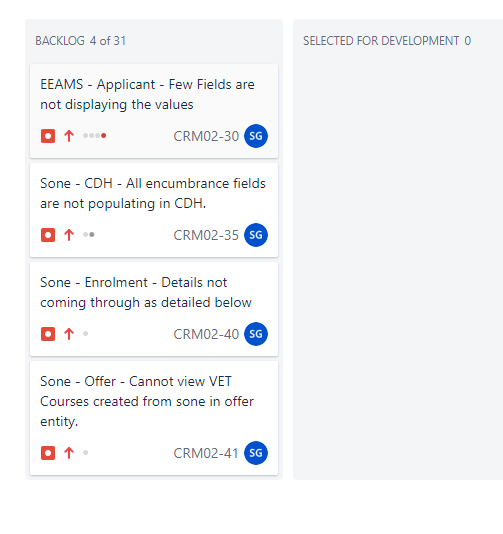 BACKLOG 4 of 31
SELECTED FOR DEVELOPMENT 0
EEAMS - Applicant - Few Fields are
not displaying the values
CRM02-30 SG
Sone - CDH - All encumbrance fields
are not populating in CDH.
CRM02-35 SG
Sone - Enrolment - Details not
coming through as detailed below
CRM02-40 SG
Sone - Offer - Cannot view VET
Courses created from sone in offer
entity.
CRM02-41 SG